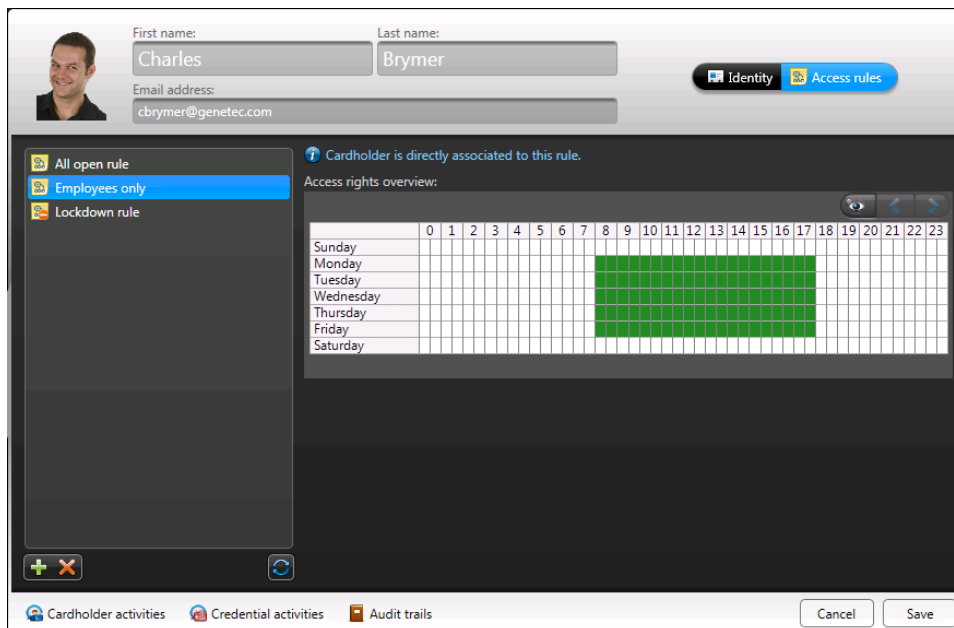 First name: Last name:
Charles Brymer
Email address:
cbrymer@genetec.com
Identity Access rules
All open rule
Employees only
Lockdown rule
Cardholder is directly associated to this rule.
Access rights overview:
0 1 2 3 4 5 6 7 8 9 10 11 12 13 14 15 16 17 18 19 20 21 22 23
Sunday
Monday
Tuesday
Wednesday
Thursday
Friday
Saturday
Cardholder activities Credential activities Audit trails Cancel Save